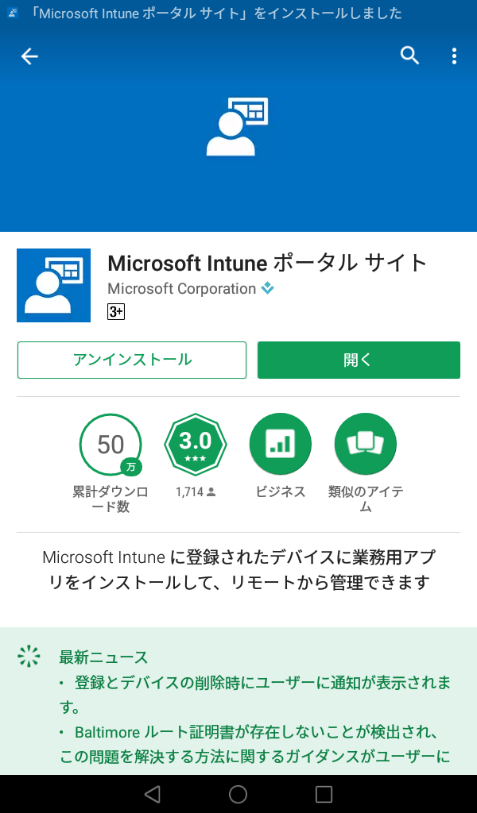 「Microsoft Intune ポータル サイト」をインストールしました
Microsoft Intune ポータル サイト
Microsoft Corporation
3+
アンインストール
開く
50
万
3.0
累計ダウンロ
ード数
1,714
ビジネス
類似のアイテ
ム
Microsoft Intune に登録されたデバイスに業務用アプ
リをインストールして、リモートから管理できます
最新ニュース
・ 登録とデバイスの削除時にユーザーに通知が表示されま
す。
・ Baltimore ルート証明書が存在しないことが検出され、
この問題を解決する方法に関するガイダンスがユーザーに